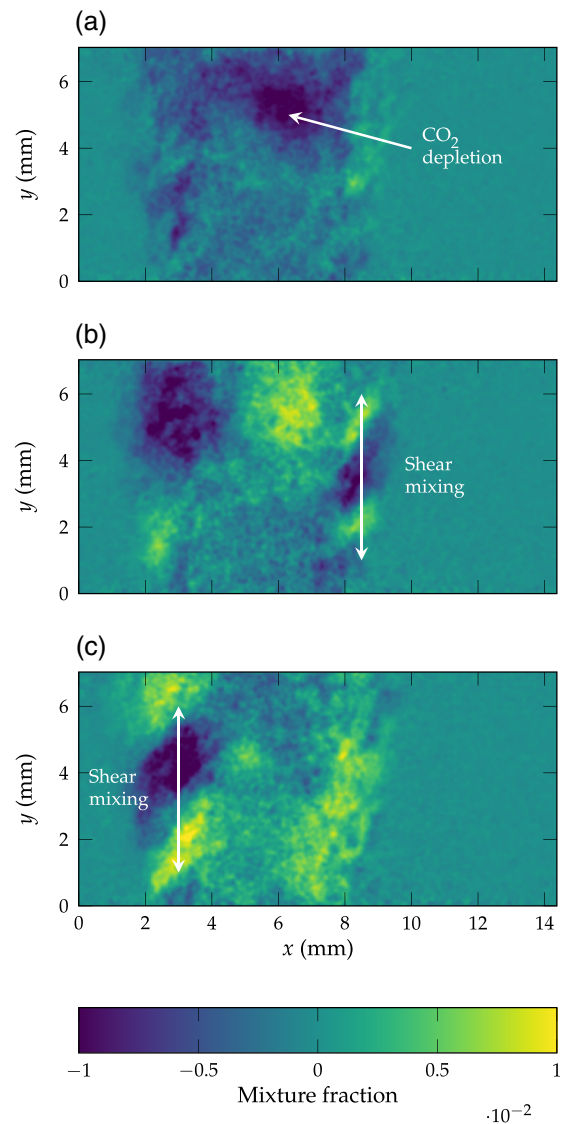 (a)
6
4
2
0
y (mm)
CO₂
depletion
(b)
6
4
2
0
y (mm)
Shear
mixing
(c)
6
4
2
0
y (mm)
Shear
mixing
0 2 4 6 8 10 12 14
x (mm)
−1 −0.5 0 0.5 1
Mixture fraction
·10⁻²